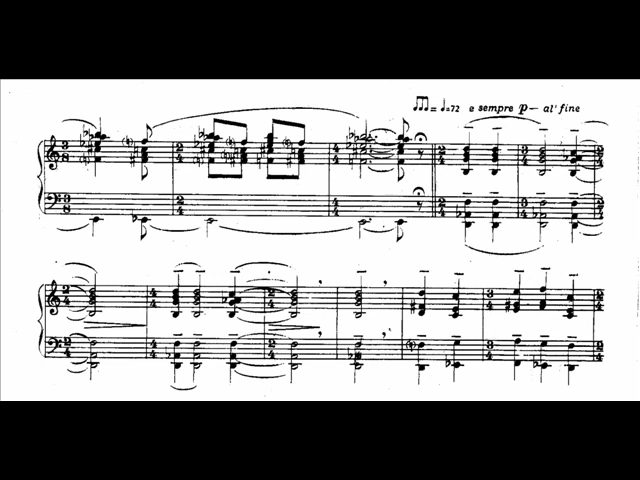 ♫♩=♩=72 e sempre p— al' fine